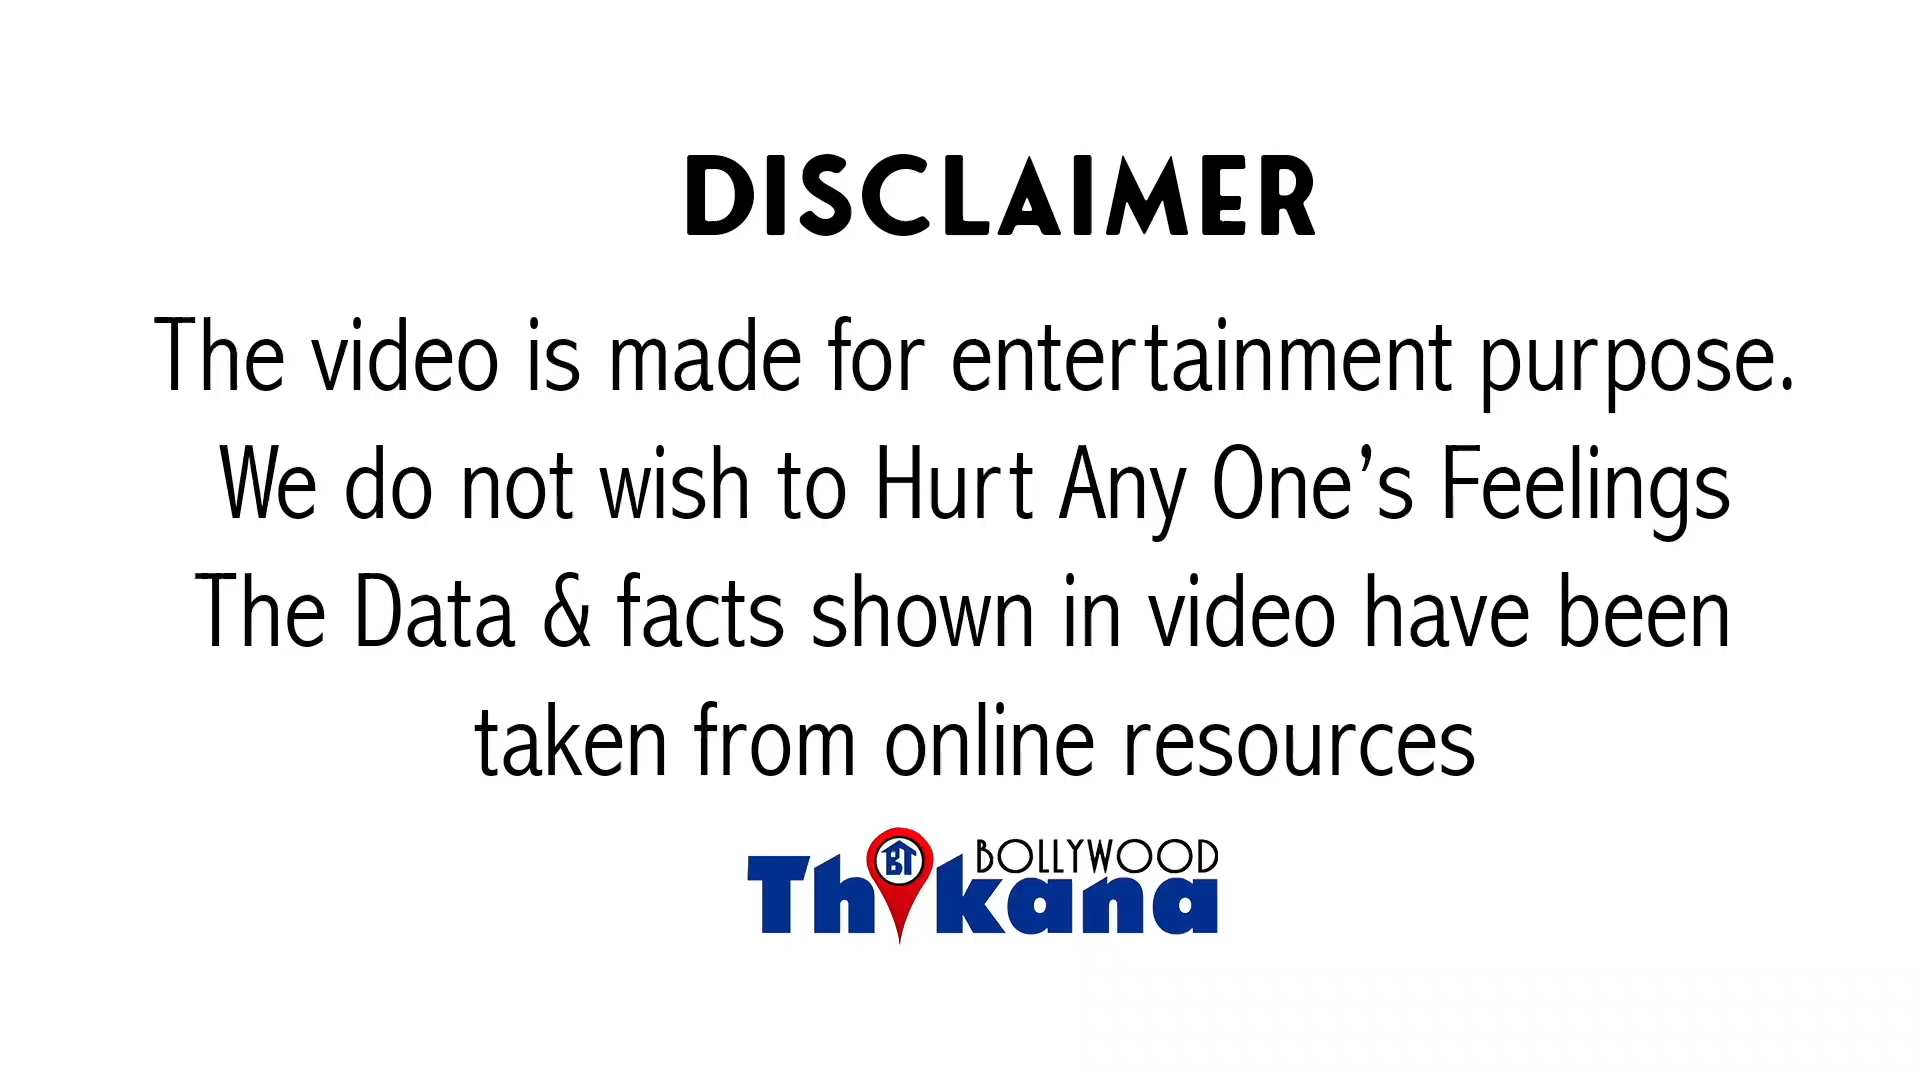 DISCLAIMER
The video is made for entertainment purpose.
We do not wish to Hurt Any One’s Feelings
The Data & facts shown in video have been
taken from online resources
BT
BOLLYWOOD
Thikana